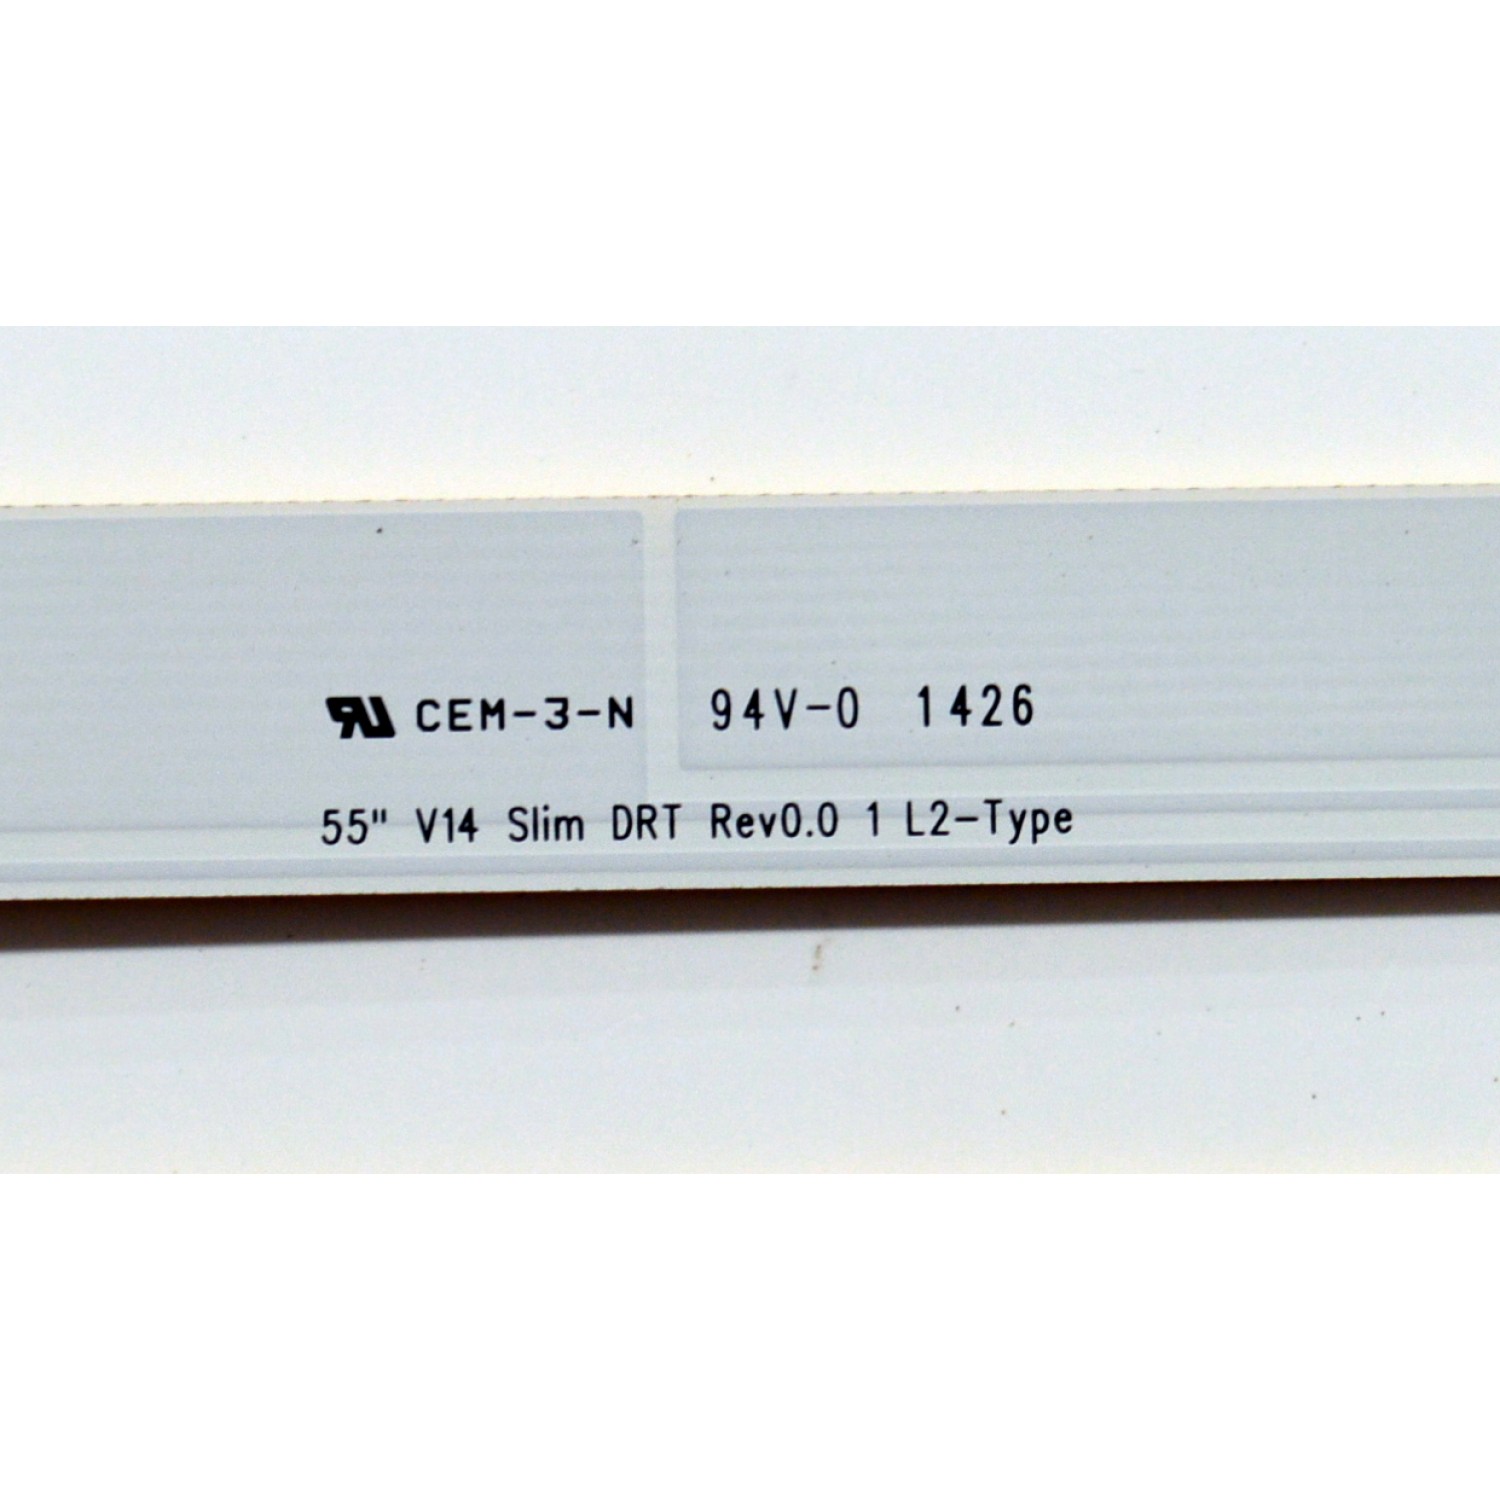 CEM-3-N 94V-0 1426
55" V14 Slim DRT Rev0.0 1 L2-Type